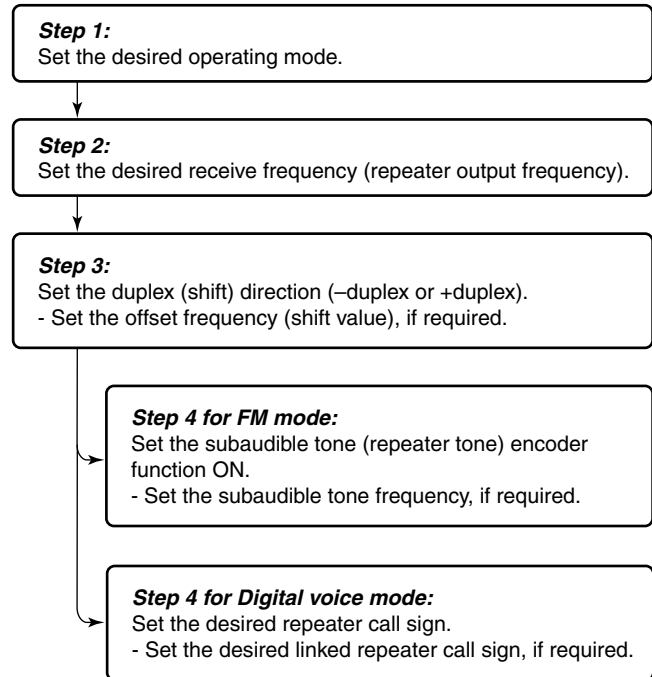 Step 1:
Set the desired operating mode.
Step 2:
Set the desired receive frequency (repeater output frequency).
Step 3:
Set the duplex (shift) direction (–duplex or +duplex).
- Set the offset frequency (shift value), if required.
Step 4 for FM mode:
Set the subaudible tone (repeater tone) encoder
function ON.
- Set the subaudible tone frequency, if required.
Step 4 for Digital voice mode:
Set the desired repeater call sign.
- Set the desired linked repeater call sign, if required.